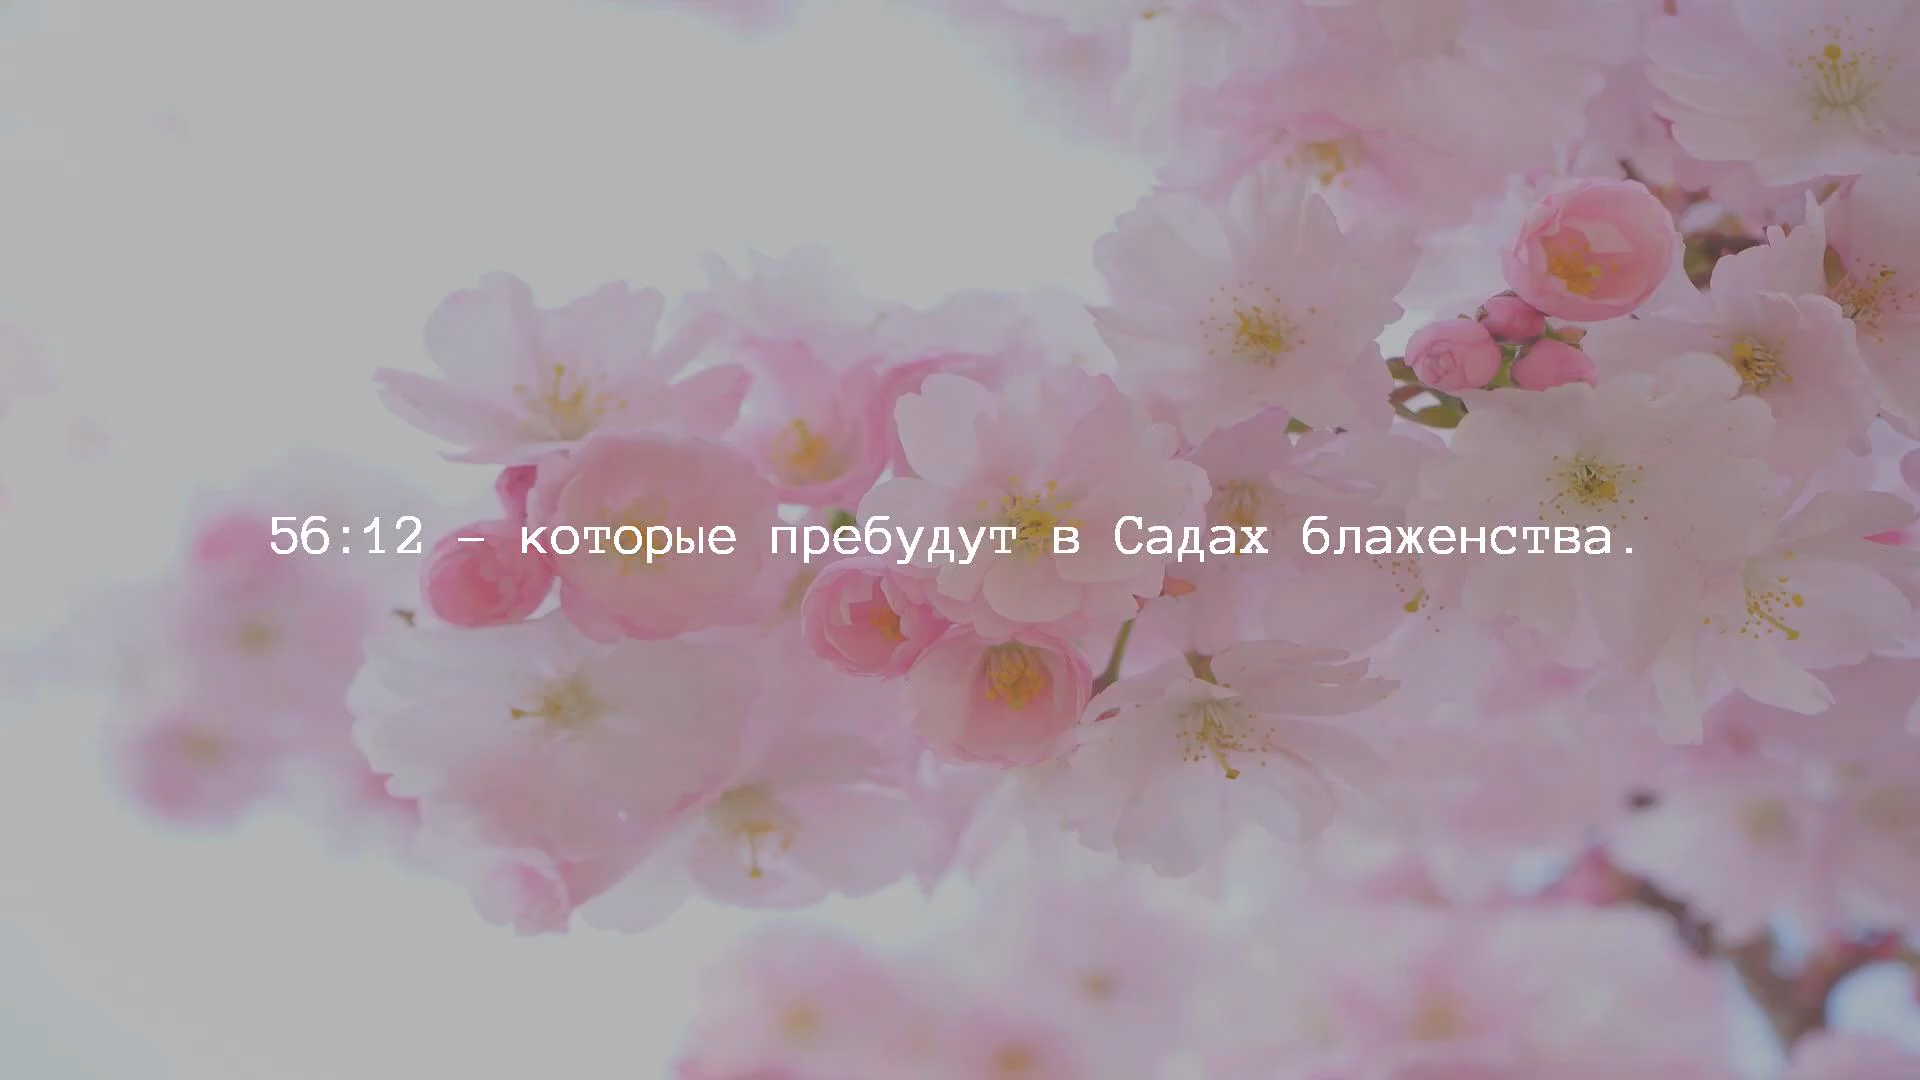 56:12 — которые пребудут в Садах блаженства.